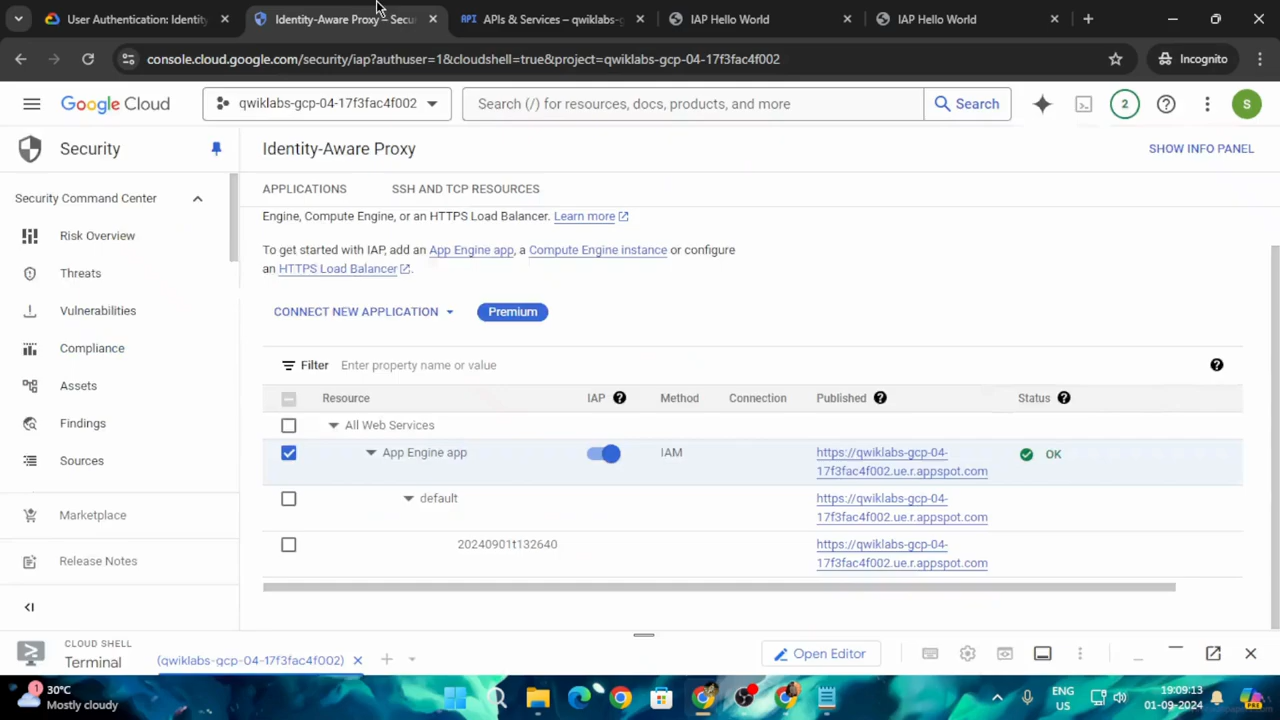 User Authentication: Identity
Identity-Aware Proxy – Secu
API APIs & Services – qwiklabs-g
IAP Hello World
IAP Hello World
console.cloud.google.com/security/iap?authuser=1&cloudshell=true&project=qwiklabs-gcp-04-17f3fac4f002
Incognito
Google Cloud
qwiklabs-gcp-04-17f3fac4f002
Search (/) for resources, docs, products, and more
Search
2
S
Security
Identity-Aware Proxy
SHOW INFO PANEL
Security Command Center
Risk Overview
Threats
Vulnerabilities
Compliance
Assets
Findings
Sources
Marketplace
Release Notes
APPLICATIONS
SSH AND TCP RESOURCES
Engine, Compute Engine, or an HTTPS Load Balancer. Learn more
To get started with IAP, add an App Engine app, a Compute Engine instance or configure
an HTTPS Load Balancer.
CONNECT NEW APPLICATION
Premium
Filter Enter property name or value
Resource IAP Method Connection Published Status
All Web Services
App Engine app IAM https://qwiklabs-gcp-04- OK
17f3fac4f002.ue.r.appspot.com
default https://qwiklabs-gcp-04-
17f3fac4f002.ue.r.appspot.com
20240901t132640 https://qwiklabs-gcp-04-
17f3fac4f002.ue.r.appspot.com
CLOUD SHELL
Terminal
(qwiklabs-gcp-04-17f3fac4f002)
Open Editor
1
30°C
Mostly cloudy
ENG
US
19:09:13
01-09-2024
PRE